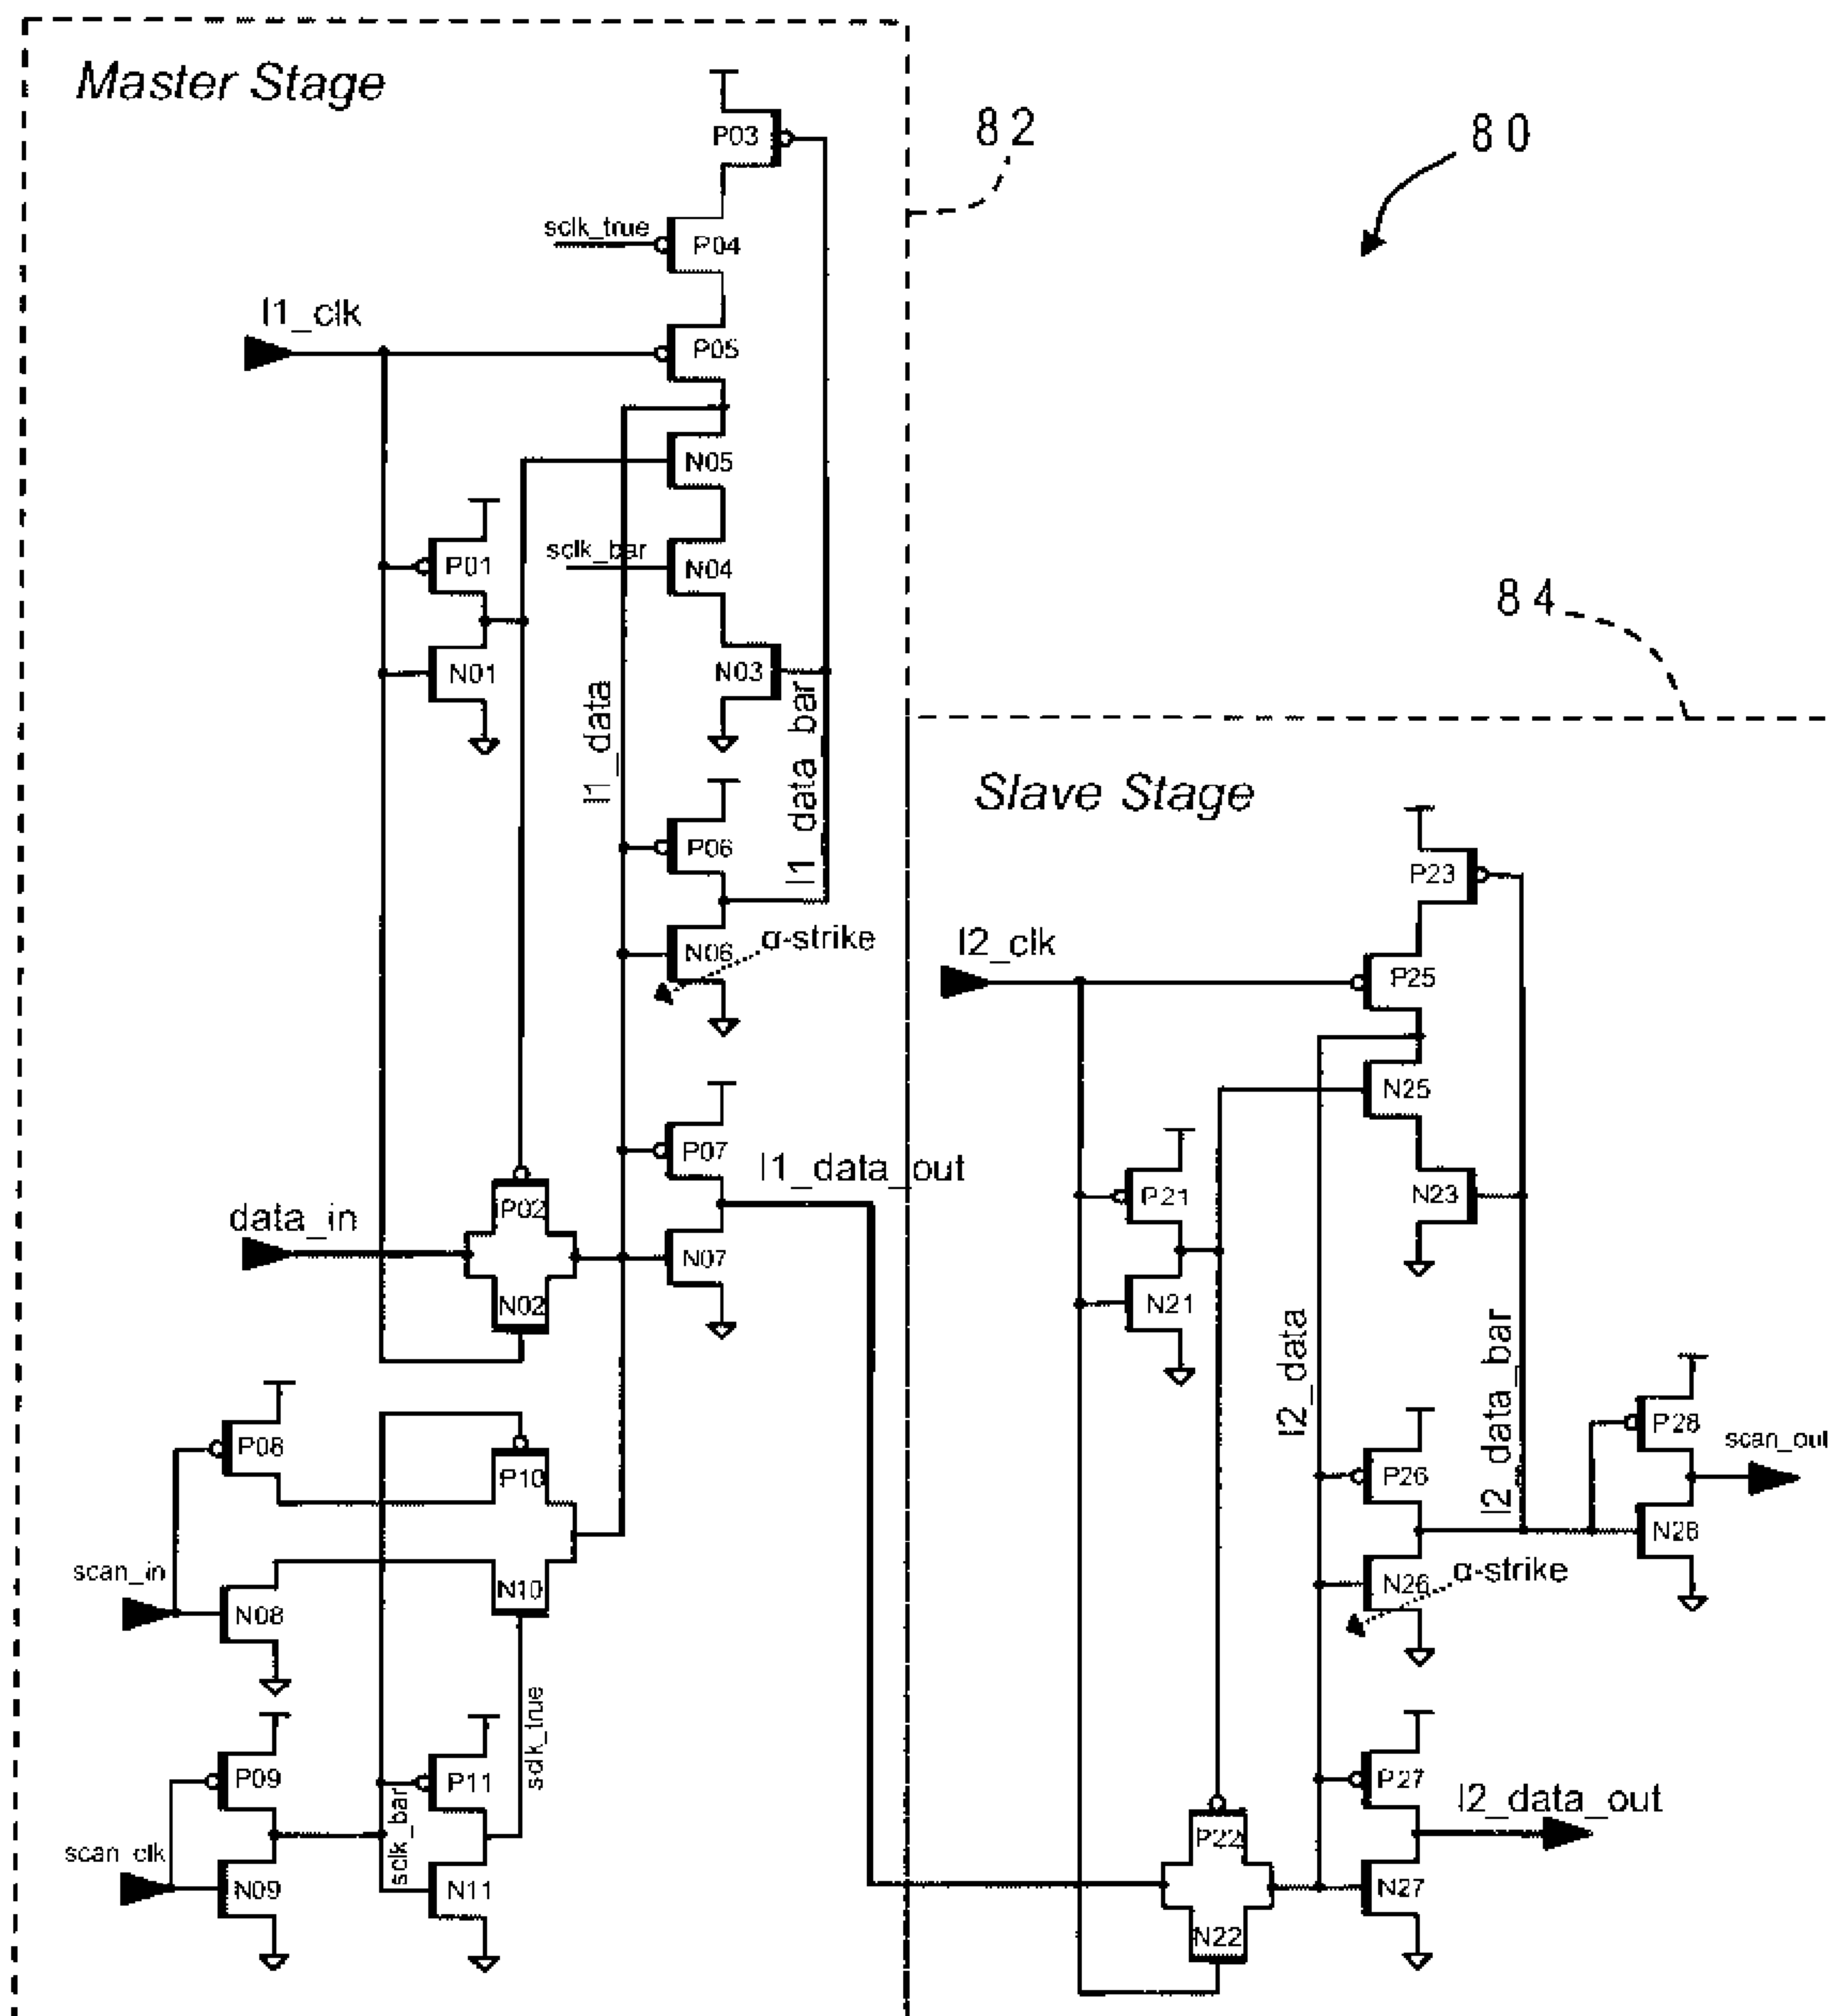 Master Stage
82
80
P03
sclk_true
P04
l1_clk
P05
N05
P01
sclk_bar
N04
84
N01
N03
l1_data
l1_data_bar
Slave Stage
P06
P23
N06
α-strike
l2_clk
P25
N25
P07
l1_data_out
P21
N23
data_in
P02
N07
N02
N21
l2_data
l2_data_bar
P08
P10
P28
scan_out
P26
N28
scan_in
N10
N26
α-strike
N08
sclk_true
P09
P11
P27
l2_data_out
sclk_bar
P22
scan_clk
N09
N11
N27
N22